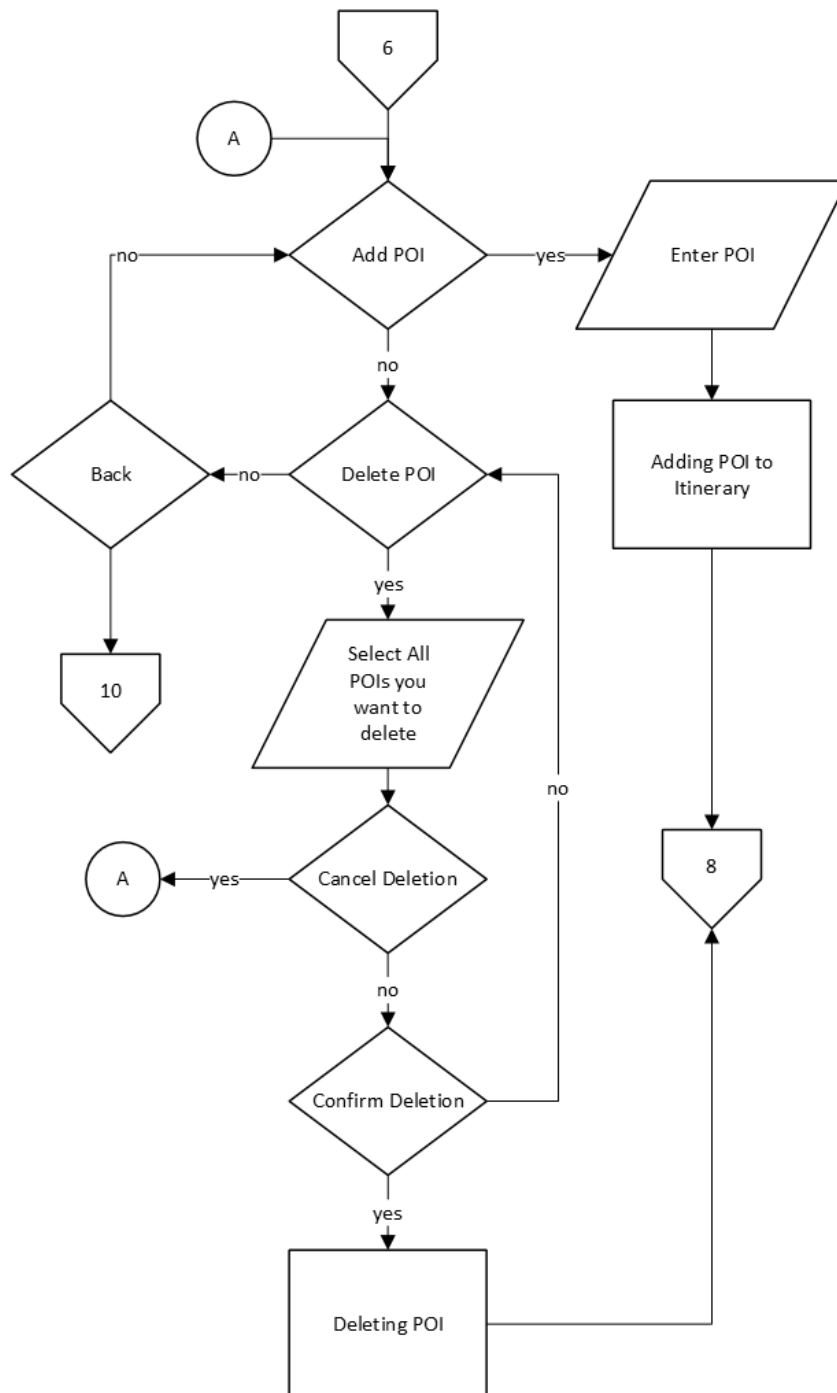 6
A
Add POI
yes
Enter POI
no
no
Back
no
Delete POI
Adding POI to
Itinerary
yes
10
Select All
POIs you
want to
delete
no
A
yes
Cancel Deletion
8
no
Confirm Deletion
yes
Deleting POI